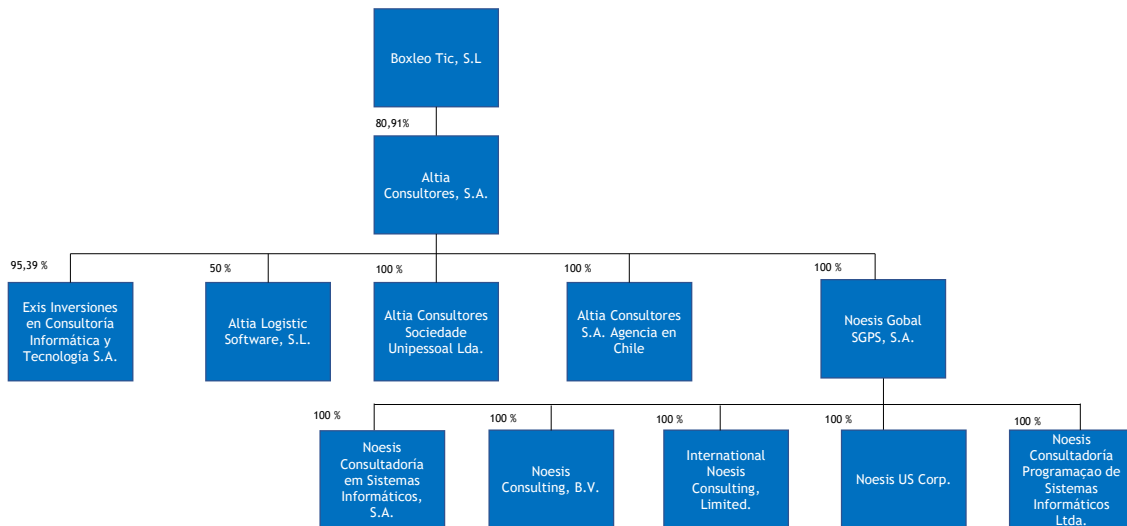 Boxleo Tic, S.L
80,91%
Altia
Consultores, S.A.
95,39 %
50 %
100 %
100 %
100 %
Exis Inversiones
en Consultoría
Informática y
Tecnología S.A.
Altia Logistic
Software, S.L.
Altia Consultores
Sociedade
Unipessoal Lda.
Altia Consultores
S.A. Agencia en
Chile
Noesis Gobal
SGPS, S.A.
100 %
100 %
100 %
100 %
100 %
Noesis
Consultadoría
em Sistemas
Informáticos,
S.A.
Noesis
Consulting, B.V.
International
Noesis
Consulting,
Limited.
Noesis US Corp.
Noesis
Consultadoría
Programaçao de
Sistemas
Informáticos
Ltda.